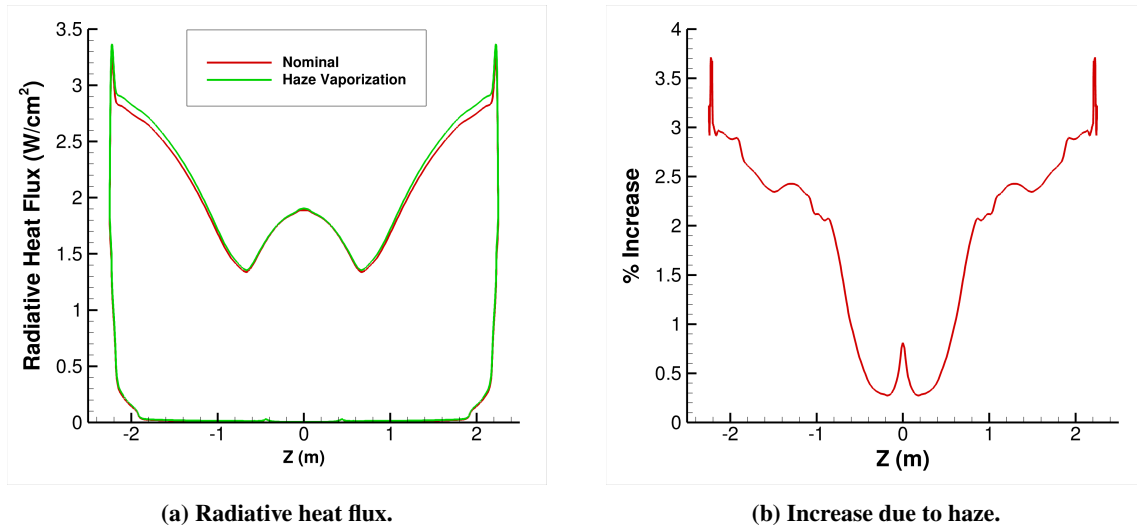 3.5
3
2.5
2
1.5
1
0.5
0
Radiative Heat Flux (W/cm²)
Nominal
Haze Vaporization
-2 -1 0 1 2
Z (m)
(a) Radiative heat flux.
4
3.5
3
2.5
2
1.5
1
0.5
0
% Increase
-2 -1 0 1 2
Z (m)
(b) Increase due to haze.